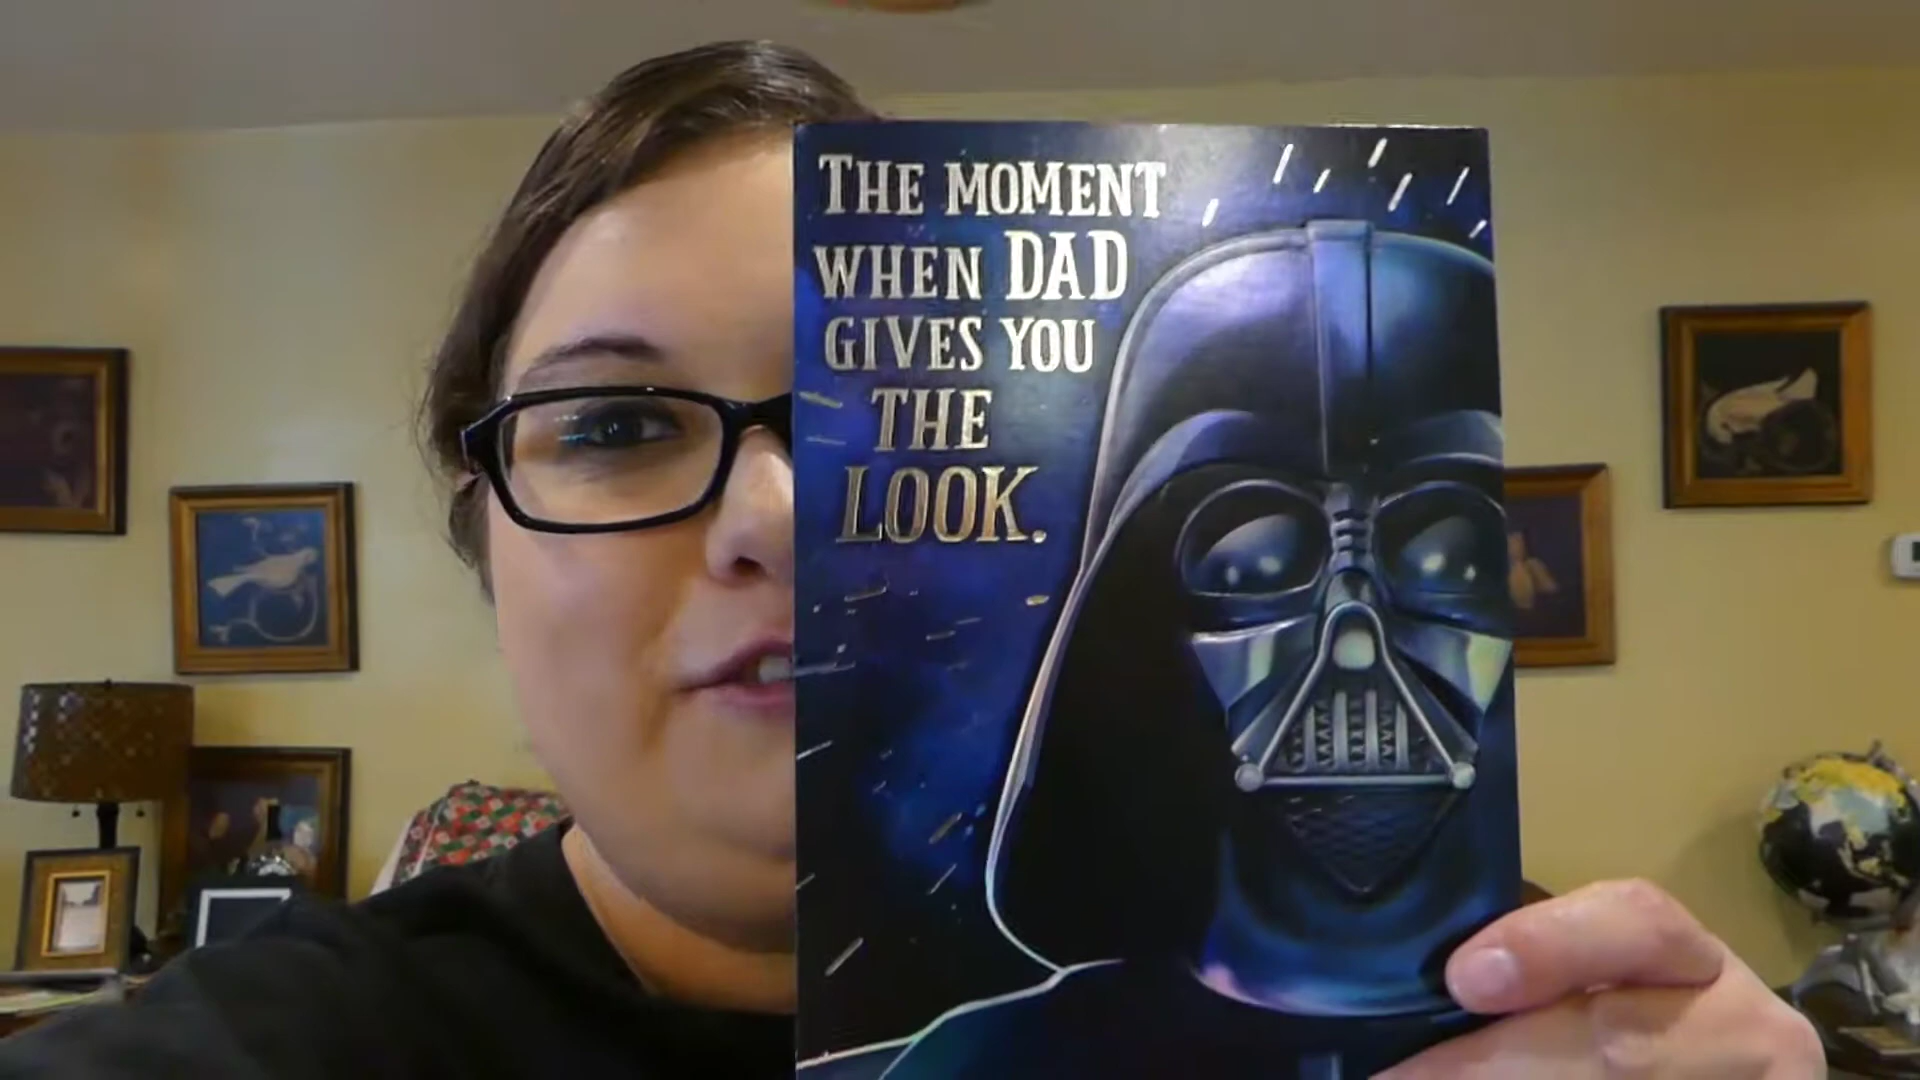 THE MOMENT
WHEN DAD
GIVES YOU
THE
LOOK.